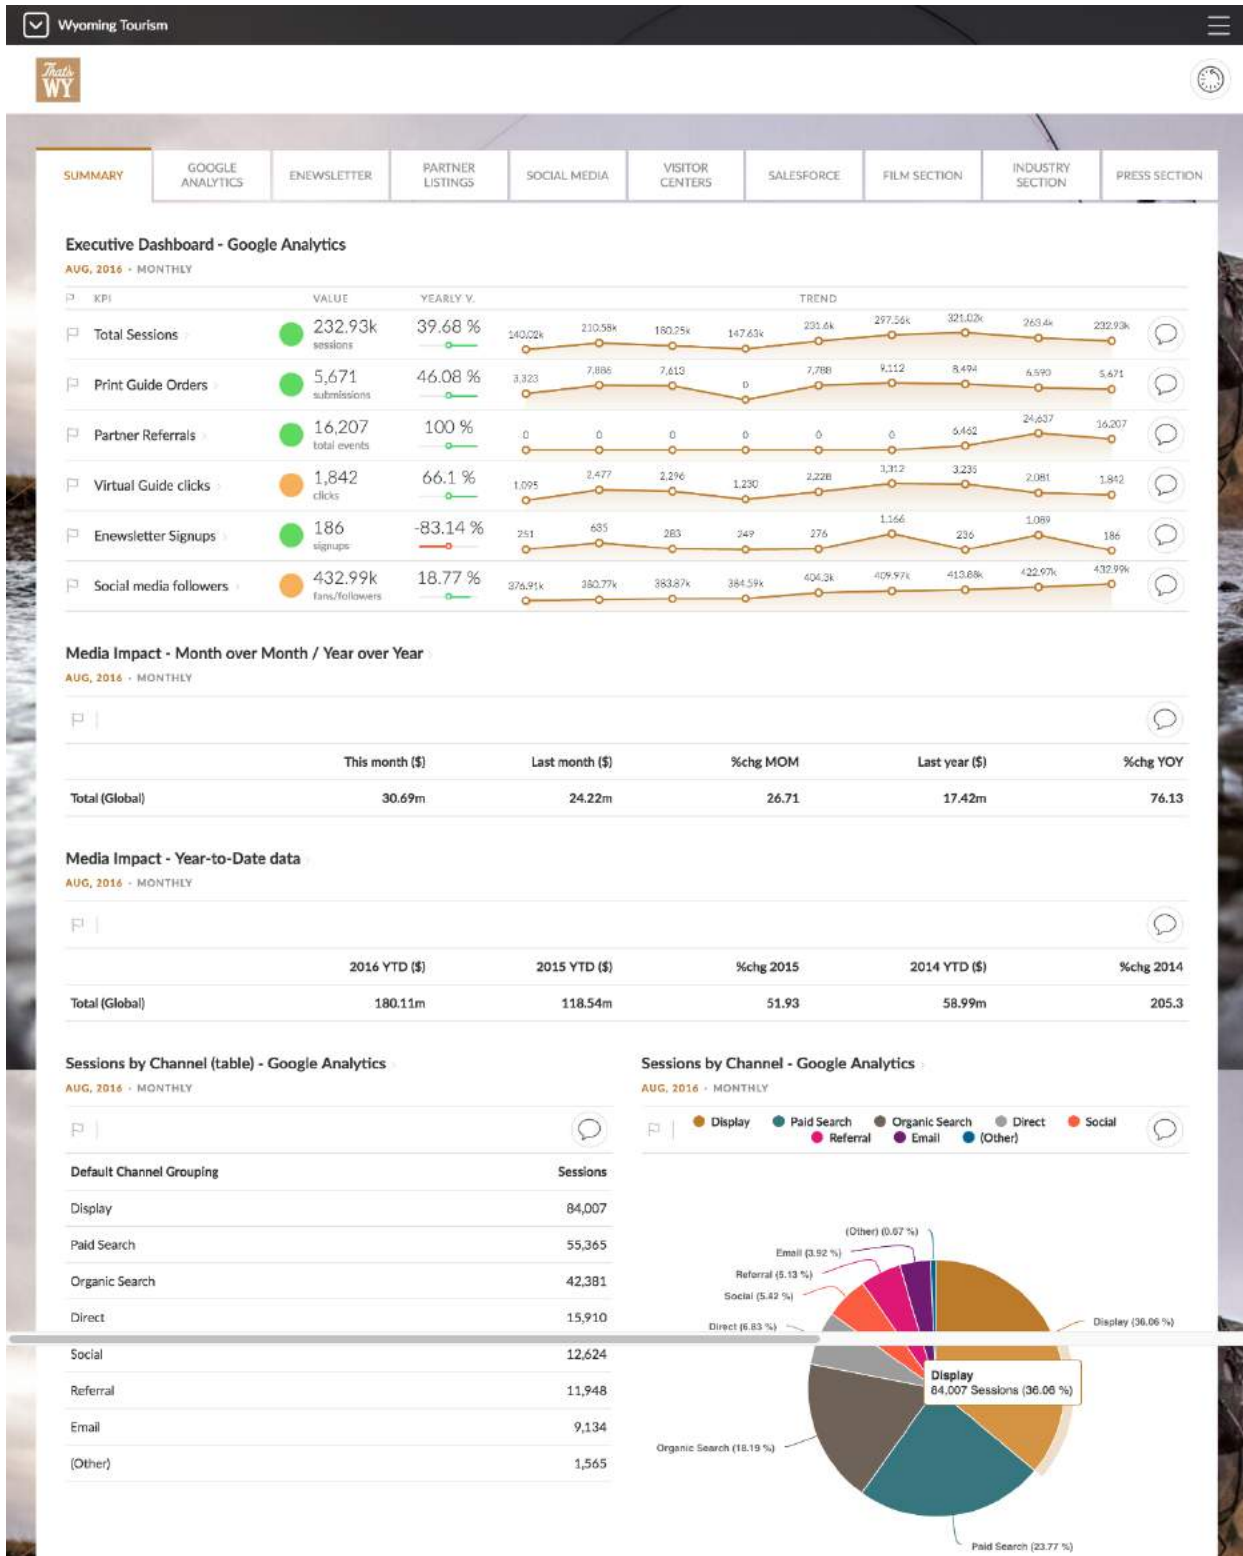 Wyoming Tourism
That's
WY
SUMMARY
GOOGLE
ANALYTICS
ENEWSLETTER
PARTNER
LISTINGS
SOCIAL MEDIA
VISITOR
CENTERS
SALESFORCE
FILM SECTION
INDUSTRY
SECTION
PRESS SECTION
Executive Dashboard - Google Analytics
AUG, 2016 - MONTHLY
KPI VALUE YEARLY V. TREND
Total Sessions 232.93k 39.68 % 140.02k 210.58k 180.25k 147.63k 231.6k 297.56k 321.02k 263.4k 232.93k
sessions
Print Guide Orders 5,671 46.08 % 3,323 7,886 7,613 0 7,788 9,112 8,494 6,590 5,671
submissions
Partner Referrals 16,207 100 % 0 0 0 0 0 0 6,462 24,637 16,207
total events
Virtual Guide clicks 1,842 66.1 % 1,095 2,477 2,296 1,230 2,228 3,312 3,235 2,081 1,842
clicks
Enewsletter Signups 186 -83.14 % 251 635 283 249 276 1,166 236 1,089 186
signups
Social media followers 432.99k 18.77 % 376.91k 380.77k 383.87k 384.59k 404.3k 409.97k 413.88k 422.97k 432.99k
fans/followers
Media Impact - Month over Month / Year over Year
AUG, 2016 - MONTHLY
This month ($) Last month ($) %chg MOM Last year ($) %chg YOY
Total (Global) 30.69m 24.22m 26.71 17.42m 76.13
Media Impact - Year-to-Date data
AUG, 2016 - MONTHLY
2016 YTD ($) 2015 YTD ($) %chg 2015 2014 YTD ($) %chg 2014
Total (Global) 180.11m 118.54m 51.93 58.99m 205.3
Sessions by Channel (table) - Google Analytics
AUG, 2016 - MONTHLY
Default Channel Grouping Sessions
Display 84,007
Paid Search 55,365
Organic Search 42,381
Direct 15,910
Social 12,624
Referral 11,948
Email 9,134
(Other) 1,565
Sessions by Channel - Google Analytics
AUG, 2016 - MONTHLY
Display Paid Search Organic Search Direct Social
Referral Email (Other)
(Other) (0.67 %)
Email (3.92 %)
Referral (5.13 %)
Social (5.42 %)
Direct (6.83 %)
Display (36.06 %)
Display
84,007 Sessions (36.06 %)
Organic Search (18.19 %)
Paid Search (23.77 %)